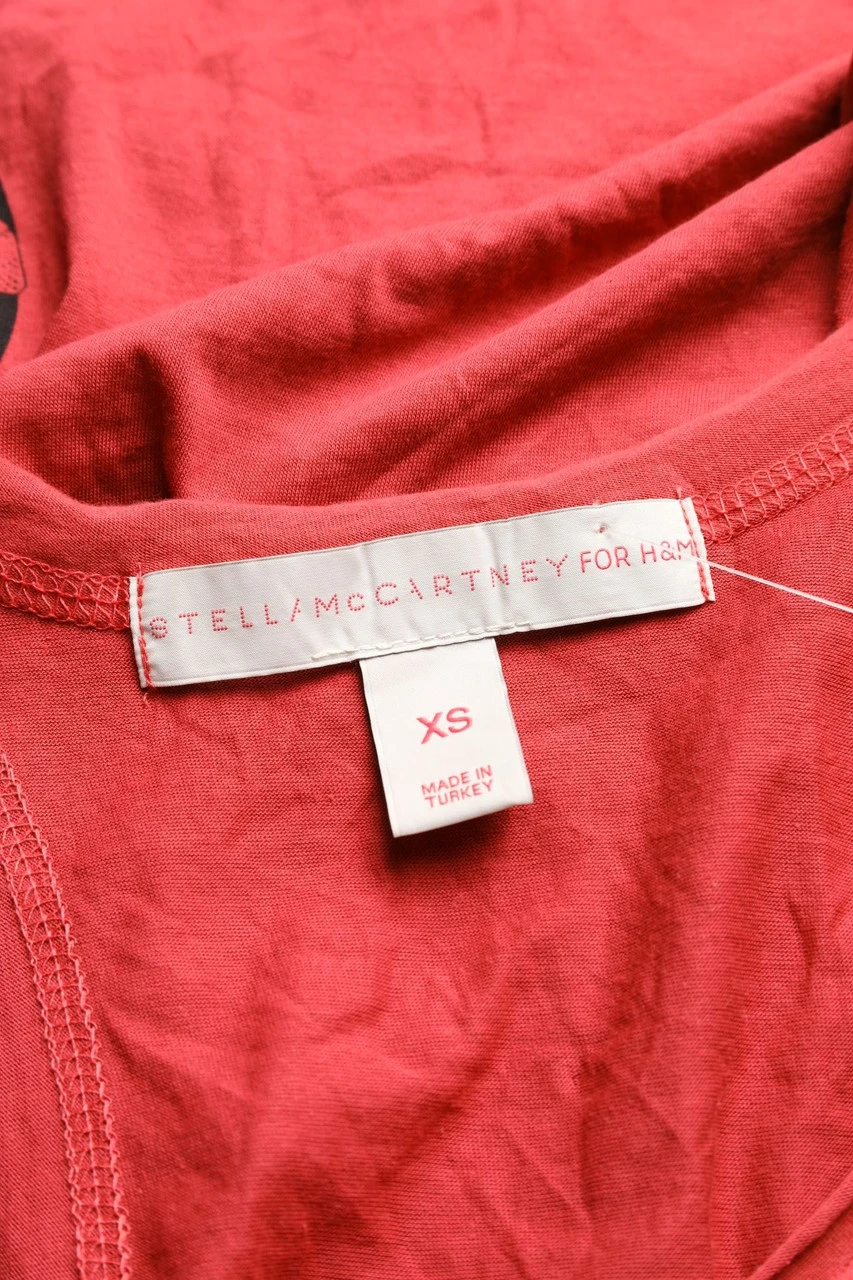 STELLA McCARTNEY FOR H&M
XS
MADE IN
TURKEY